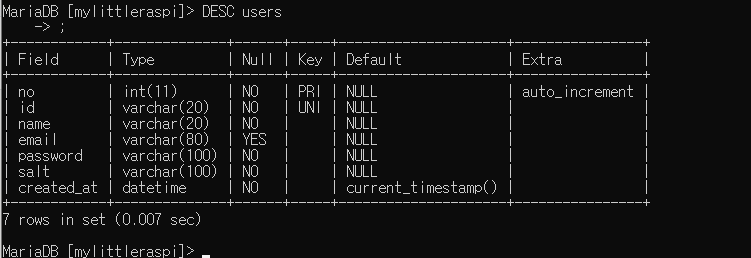 MariaDB [mylittleraspi]> DESC users
    -> ;
+------------+--------------+------+-----+---------------------+----------------+
| Field      | Type         | Null | Key | Default             | Extra          |
+------------+--------------+------+-----+---------------------+----------------+
| no         | int(11)      | NO   | PRI | NULL                | auto_increment |
| id         | varchar(20)  | NO   | UNI | NULL                |                |
| name       | varchar(20)  | NO   |     | NULL                |                |
| email      | varchar(80)  | YES  |     | NULL                |                |
| password   | varchar(100) | NO   |     | NULL                |                |
| salt       | varchar(100) | NO   |     | NULL                |                |
| created_at | datetime     | NO   |     | current_timestamp() |                |
+------------+--------------+------+-----+---------------------+----------------+
7 rows in set (0.007 sec)
MariaDB [mylittleraspi]>